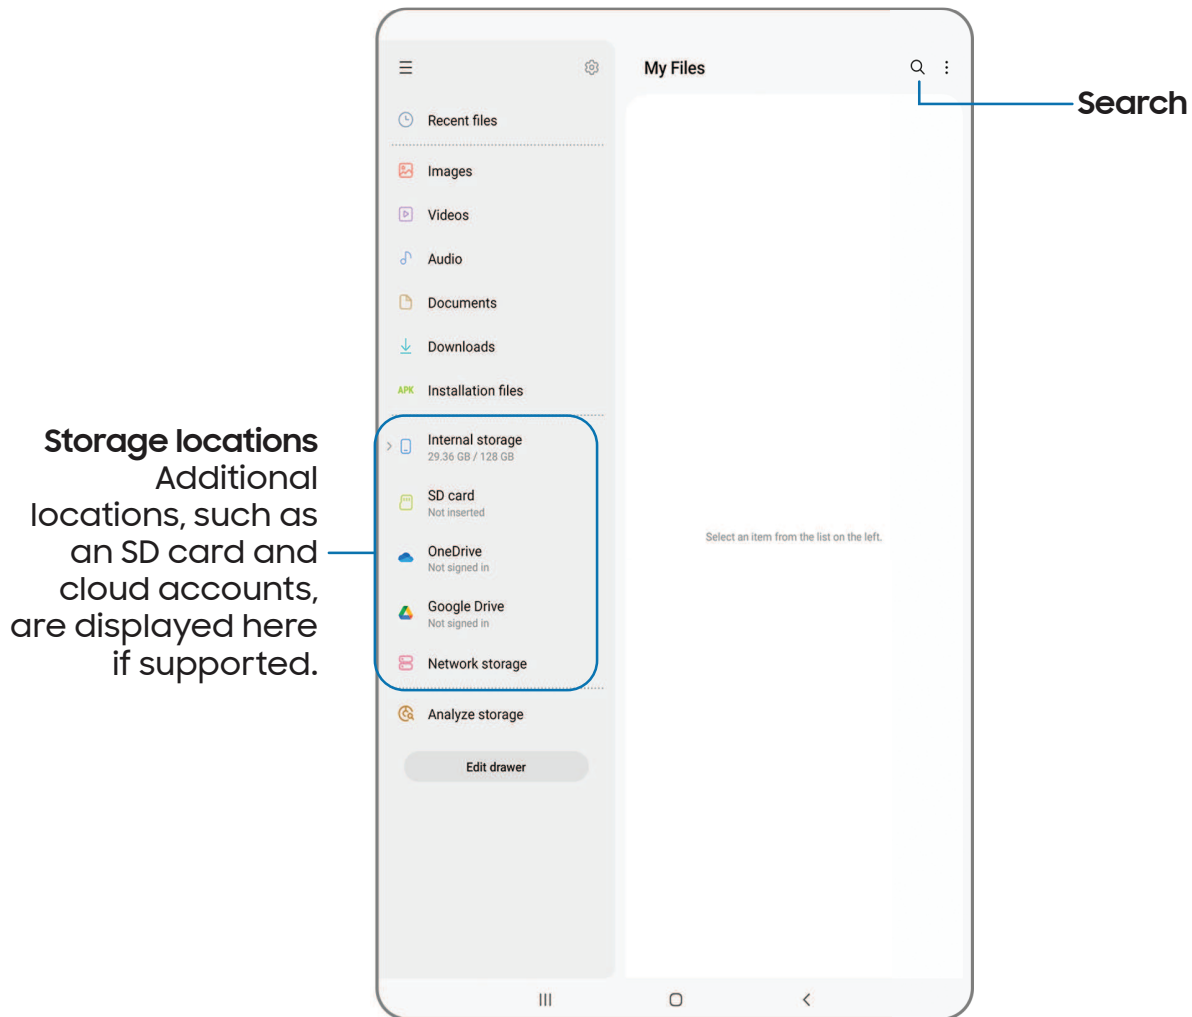 My Files
Search
Recent files
Images
Videos
Audio
Documents
Downloads
APK Installation files
Storage locations
Additional
locations, such as
an SD card and
cloud accounts,
are displayed here
if supported.
Internal storage
29.36 GB / 128 GB
SD card
Not inserted
OneDrive
Not signed in
Google Drive
Not signed in
Network storage
Analyze storage
Edit drawer
Select an item from the list on the left.